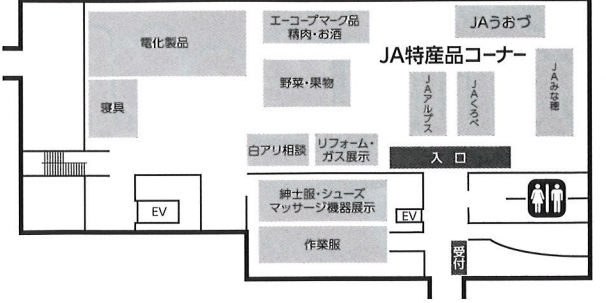 電化製品
エーコープマーク品
精肉・お酒
JAうおづ
JA特産品コーナー
寝具
野菜・果物
JAアルプス
JAくろべ
JAみな穂
白アリ相談
リフォーム・
ガス展示
入口
紳士服・シューズ
マッサージ機器展示
EV
EV
作業服
受付